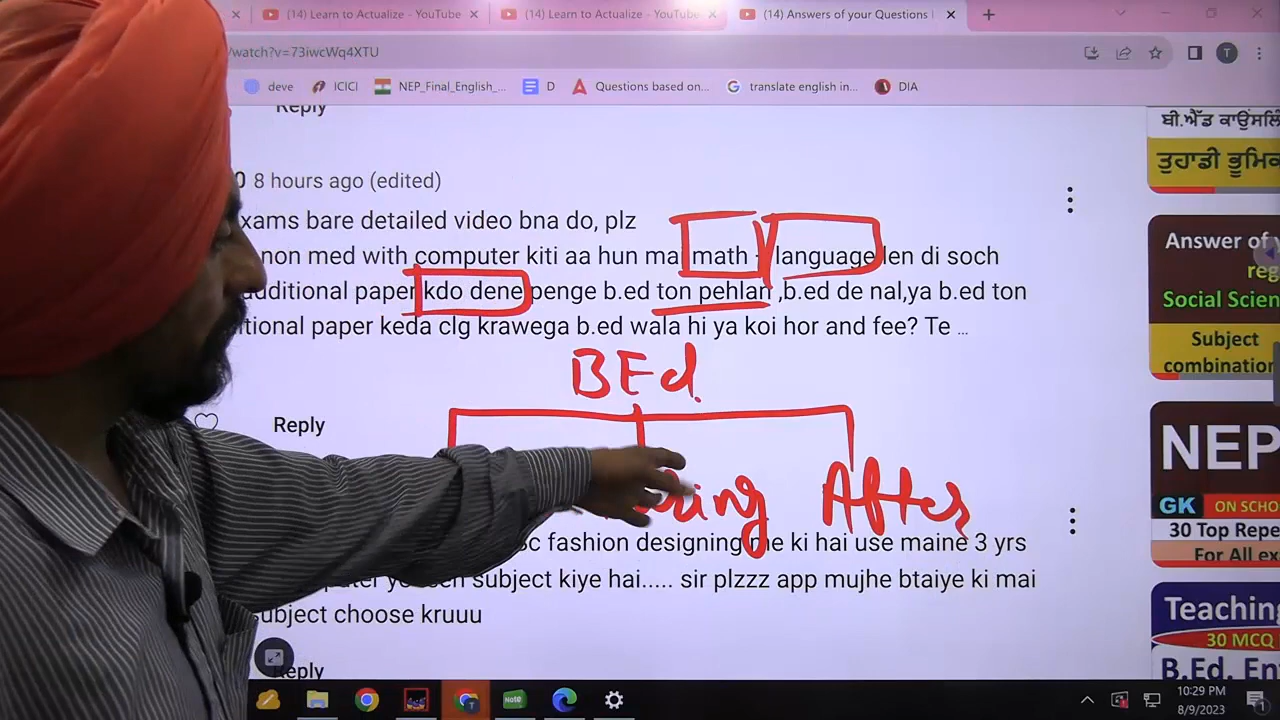 (14) Learn to Actualize - YouTube
(14) Learn to Actualize - YouTube
(14) Answers of your Questions
/watch?v=73iwcWq4XTU
T
deve
ICICI
NEP_Final_English_...
D
Questions based on...
translate english in...
DIA
Reply
8 hours ago (edited)
exams bare detailed video bna do, plz
non med with computer kiti aa hun mai math + language len di soch
additional paper kdo dene penge b.ed ton pehlan ,b.ed de nal,ya b.ed ton
itional paper keda clg krawega b.ed wala hi ya koi hor and fee? Te ...
BEd.
After
Reply
fashion designing me ki hai use maine 3 yrs
subject kiye hai..... sir plzzz app mujhe btaiye ki mai
subject choose kruuu
Reply
ਬੀ.ਐੱਡ
ਤੁਹਾਡੀ
Answer of
Social Scien
Subject
combination
NEP
GK
ON SCHO
30 Top Repe
For All ex
Teaching
30 MCQ
B.Ed. En
Note
10:29 PM
8/9/2023